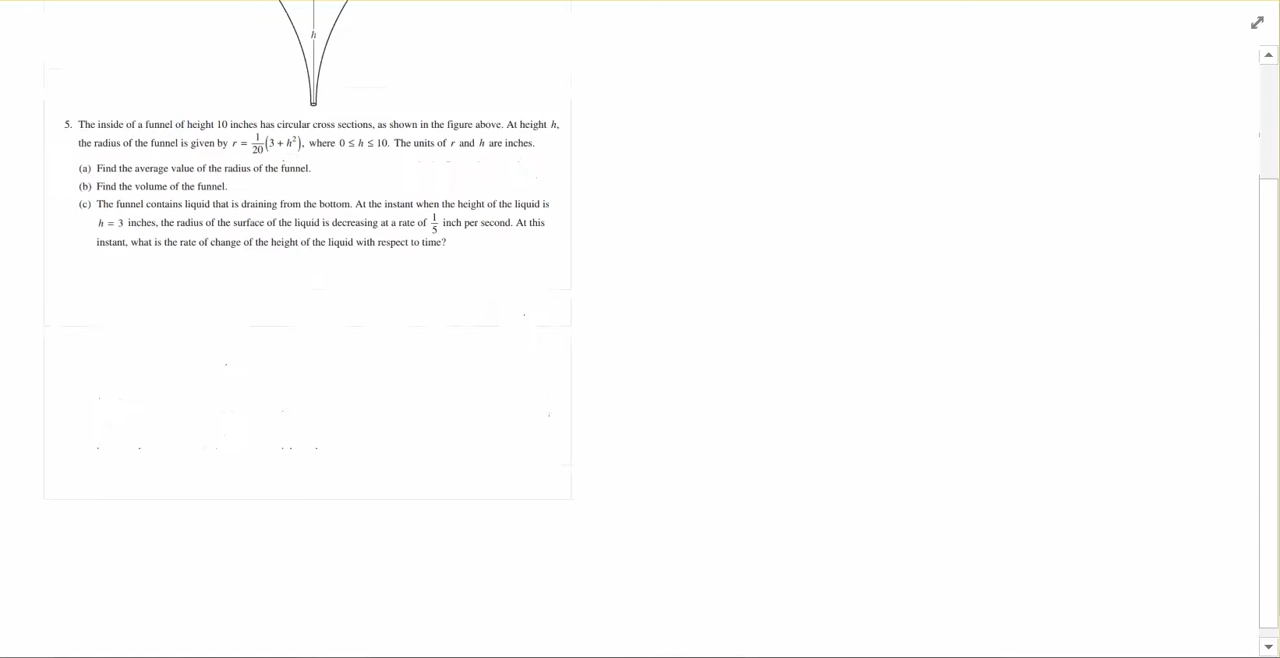 h
5. The inside of a funnel of height 10 inches has circular cross sections, as shown in the figure above. At height h,
the radius of the funnel is given by r = 1/20 (3 + h²), where 0 ≤ h ≤ 10. The units of r and h are inches.
(a) Find the average value of the radius of the funnel.
(b) Find the volume of the funnel.
(c) The funnel contains liquid that is draining from the bottom. At the instant when the height of the liquid is
h = 3 inches, the radius of the surface of the liquid is decreasing at a rate of 1/5 inch per second. At this
instant, what is the rate of change of the height of the liquid with respect to time?